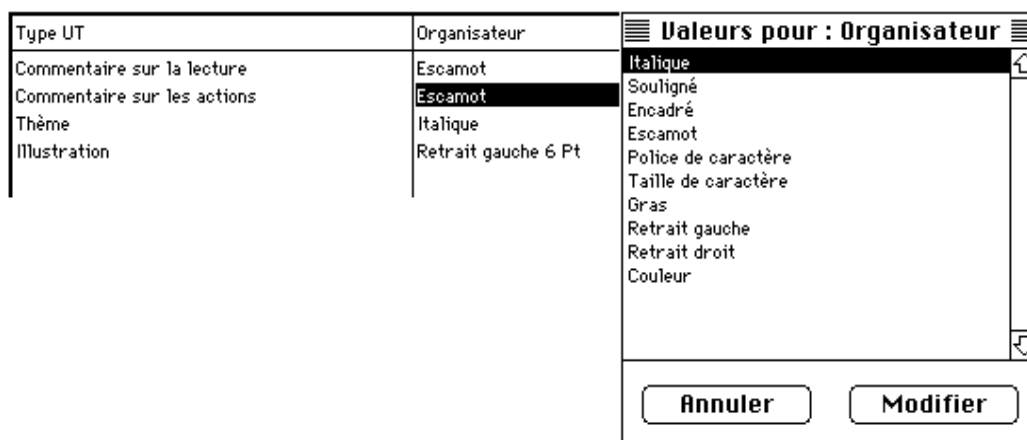 Type UT Organisateur
Commentaire sur la lecture Escamot
Commentaire sur les actions Escamot
Thème Italique
Illustration Retrait gauche 6 Pt
Valeurs pour : Organisateur
Italique
Souligné
Encadré
Escamot
Police de caractère
Taille de caractère
Gras
Retrait gauche
Retrait droit
Couleur
Annuler Modifier